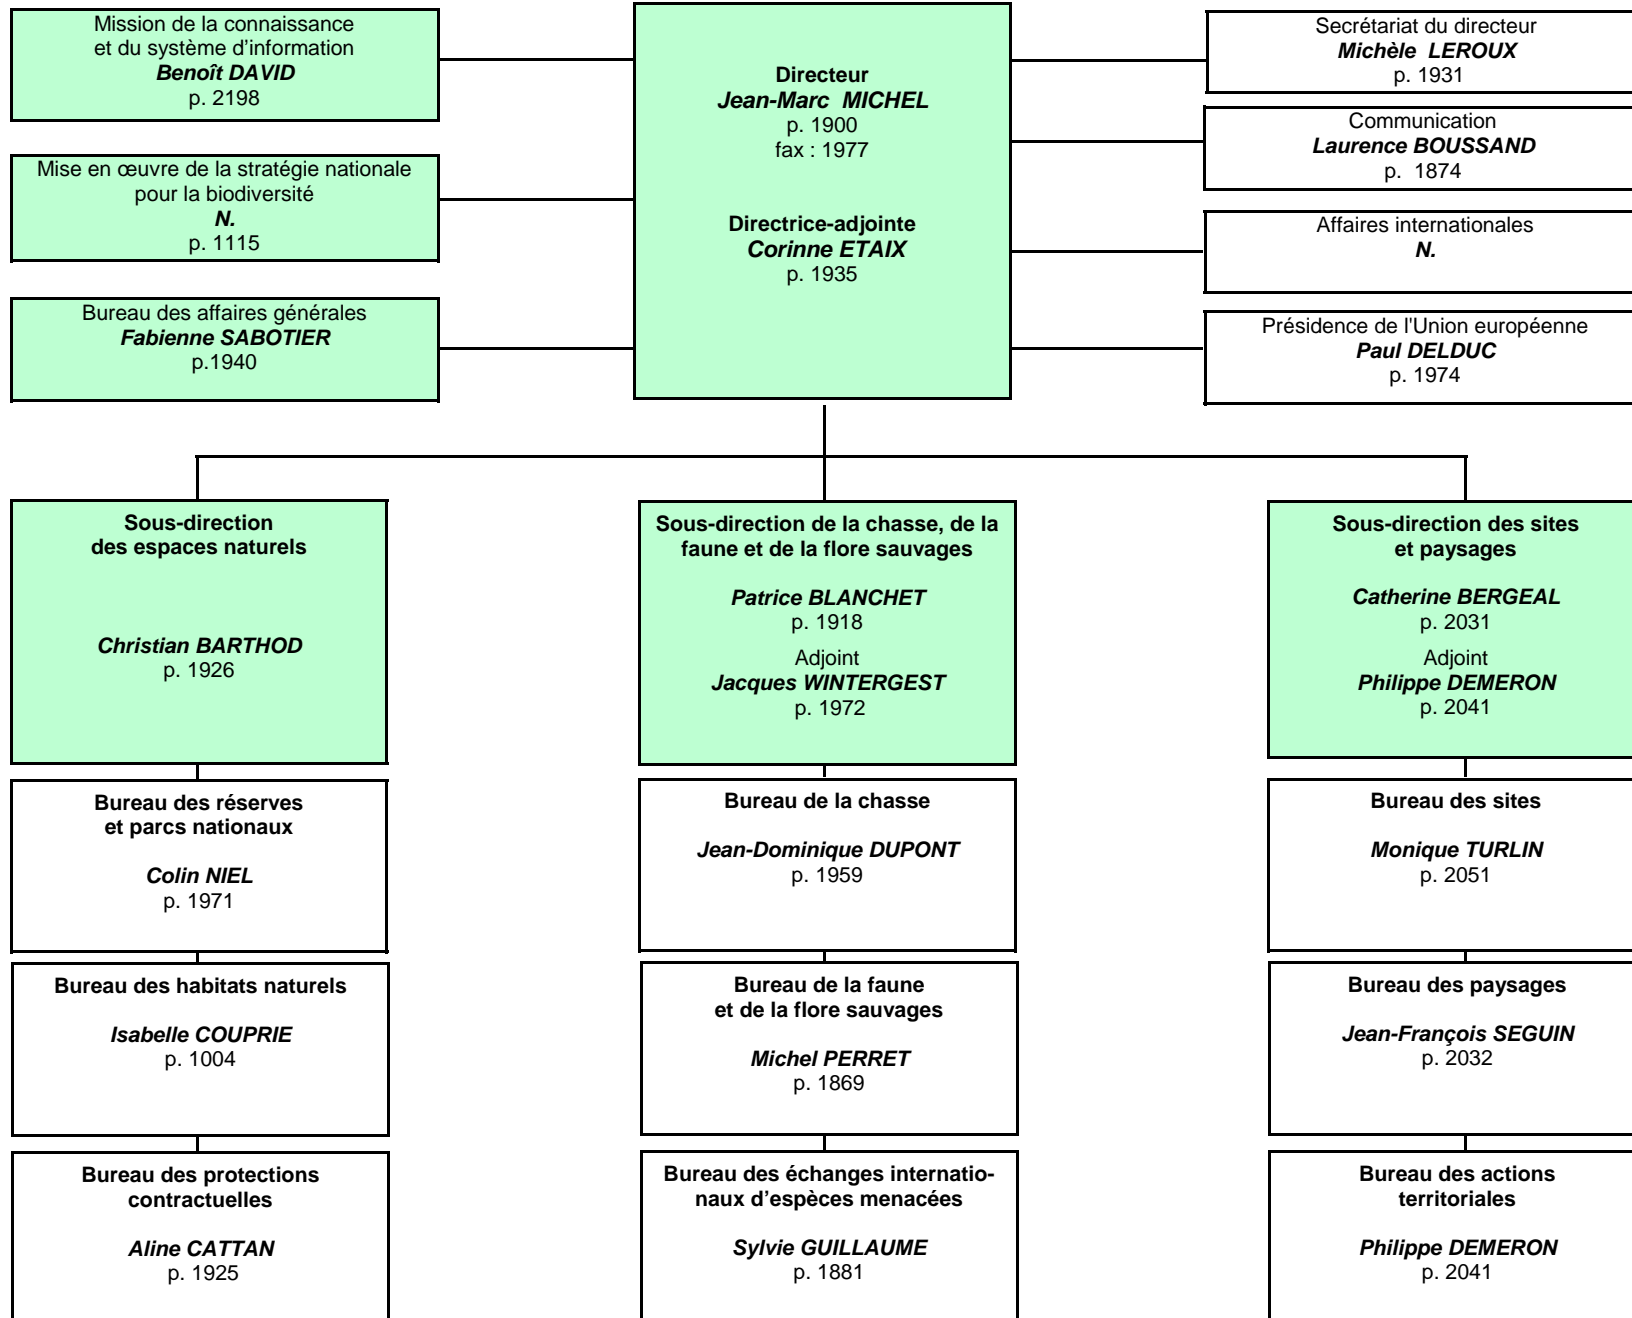 Mission de la connaissance
et du système d'information
Benoît DAVID
p. 2198
Mise en œuvre de la stratégie nationale
pour la biodiversité
N.
p. 1115
Bureau des affaires générales
Fabienne SABOTIER
p.1940
Directeur
Jean-Marc MICHEL
p. 1900
fax : 1977
Directrice-adjointe
Corinne ETAIX
p. 1935
Secrétariat du directeur
Michèle LEROUX
p. 1931
Communication
Laurence BOUSSAND
p. 1874
Affaires internationales
N.
Présidence de l'Union européenne
Paul DELDUC
p. 1974
Sous-direction
des espaces naturels
Christian BARTHOD
p. 1926
Bureau des réserves
et parcs nationaux
Colin NIEL
p. 1971
Bureau des habitats naturels
Isabelle COUPRIE
p. 1004
Bureau des protections
contractuelles
Aline CATTAN
p. 1925
Sous-direction de la chasse, de la
faune et de la flore sauvages
Patrice BLANCHET
p. 1918
Adjoint
Jacques WINTERGEST
p. 1972
Bureau de la chasse
Jean-Dominique DUPONT
p. 1959
Bureau de la faune
et de la flore sauvages
Michel PERRET
p. 1869
Bureau des échanges internatio-
naux d'espèces menacées
Sylvie GUILLAUME
p. 1881
Sous-direction des sites
et paysages
Catherine BERGEAL
p. 2031
Adjoint
Philippe DEMERON
p. 2041
Bureau des sites
Monique TURLIN
p. 2051
Bureau des paysages
Jean-François SEGUIN
p. 2032
Bureau des actions
territoriales
Philippe DEMERON
p. 2041